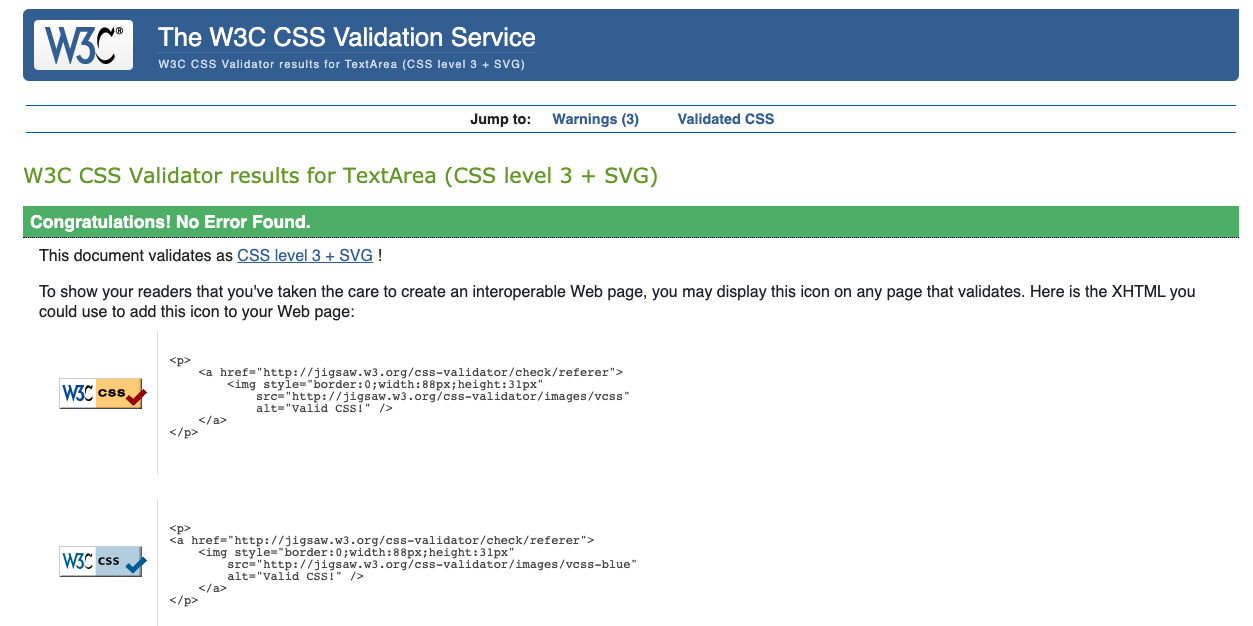 W3C® The W3C CSS Validation Service
W3C CSS Validator results for TextArea (CSS level 3 + SVG)
Jump to: Warnings (3) Validated CSS
W3C CSS Validator results for TextArea (CSS level 3 + SVG)
Congratulations! No Error Found.
This document validates as CSS level 3 + SVG !
To show your readers that you've taken the care to create an interoperable Web page, you may display this icon on any page that validates. Here is the XHTML you
could use to add this icon to your Web page:
W3C css
<p>
    <a href="http://jigsaw.w3.org/css-validator/check/referer">
        <img style="border:0;width:88px;height:31px"
            src="http://jigsaw.w3.org/css-validator/images/vcss"
            alt="Valid CSS!" />
    </a>
</p>
W3C css
<p>
<a href="http://jigsaw.w3.org/css-validator/check/referer">
    <img style="border:0;width:88px;height:31px"
        src="http://jigsaw.w3.org/css-validator/images/vcss-blue"
        alt="Valid CSS!" />
    </a>
</p>